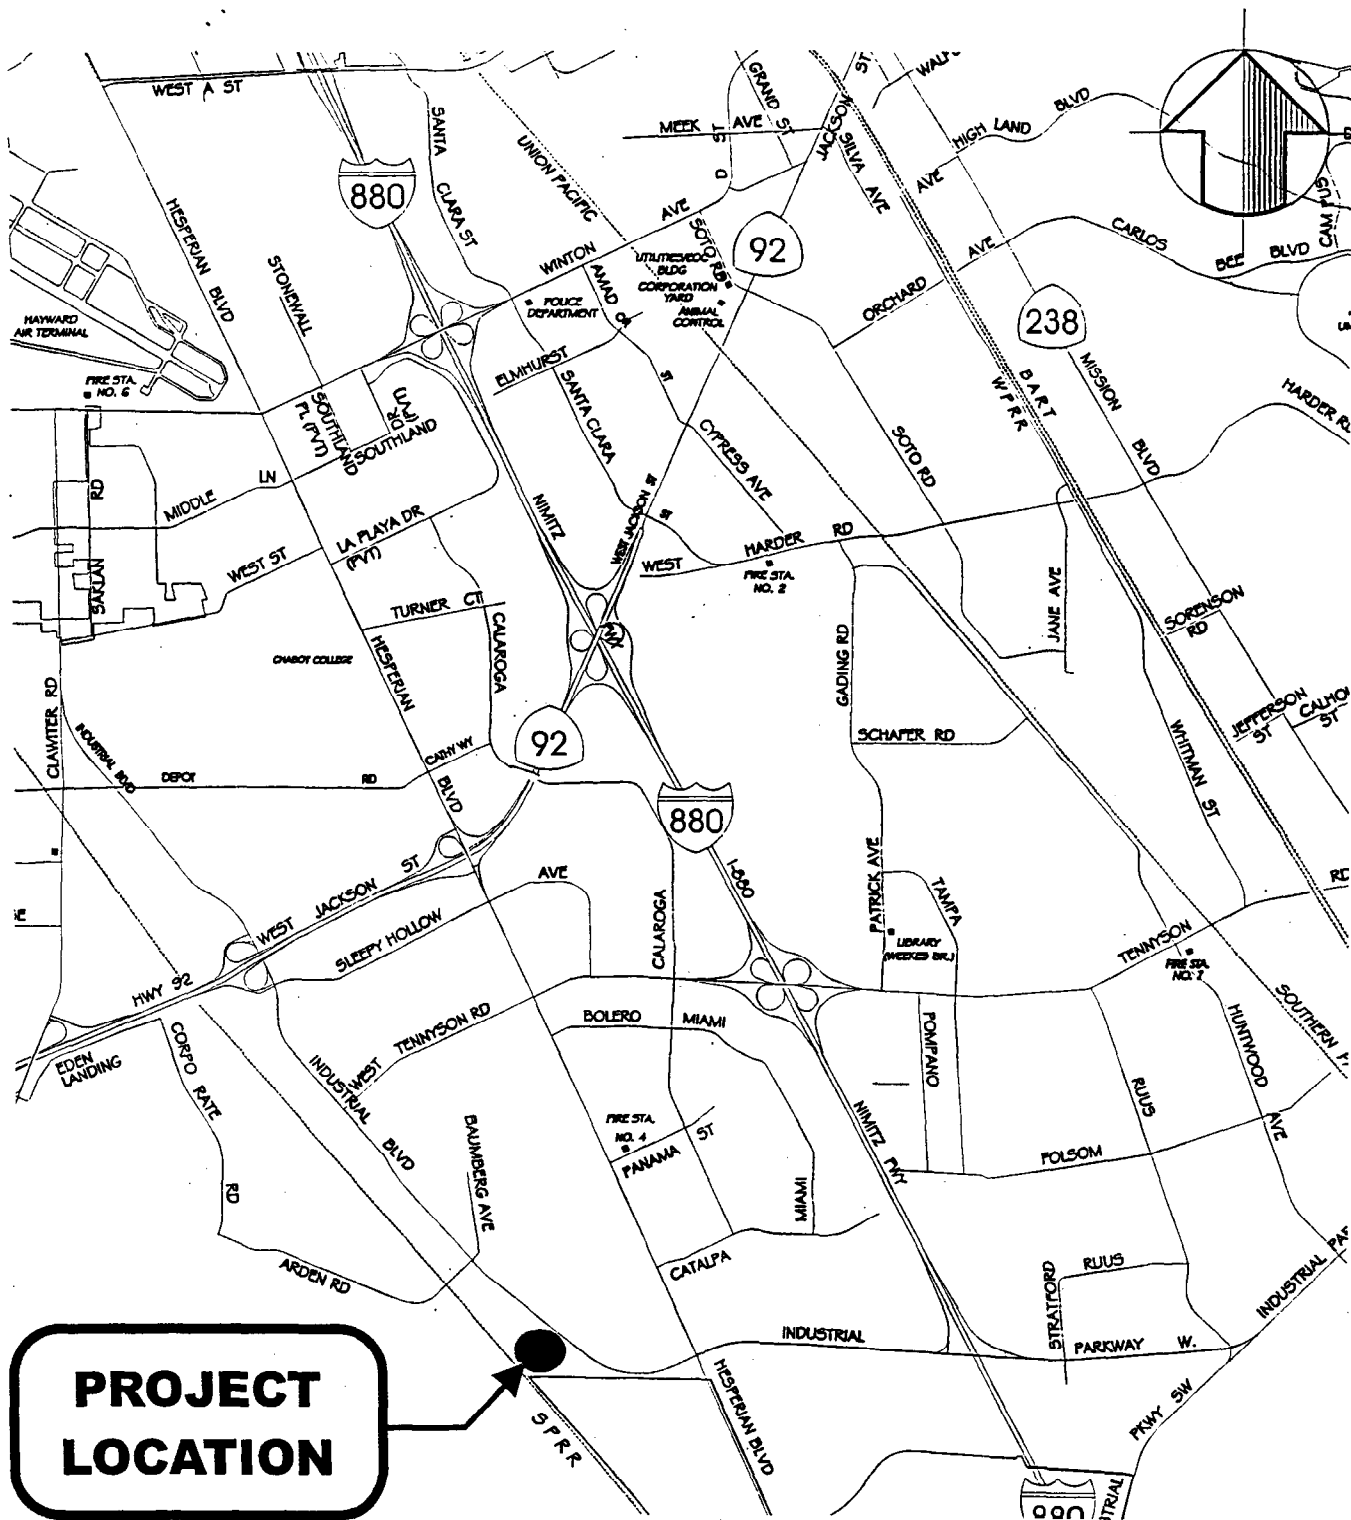 WEST A ST
SANTA
CLARA ST
UNION PACIFIC
GRAND ST
MEEK AVE
D ST
JACKSON
ST
SILVA AVE
HIGH LAND BLVD
AVE
CAMPUS
880
HESPERIAN BLVD
STONEWALL
WINTON AVE
SOTO RD
92
ORCHARD AVE
CARLOS
BEE BLVD
HAYWARD
AIR TERMINAL
FIRE STA.
NO. 6
POLICE
DEPARTMENT
AMADOR
ST
BLDG
CORPORATION
YARD
ANIMAL
CONTROL
238
MISSION
BLVD
BART
WPRR
HARDER RD
ELMHURST
SANTA CLARA
ST
SOUTHLAND
PL (PVT)
SOUTHLAND
DR
CYPRESS AVE
SOTO RD
MIDDLE LN
RD
SAKLAN
NIMITZ
WEST JACKSON ST
LA PLAYA DR
(PVT)
WEST ST
WEST
HARDER RD
FIRE STA.
NO. 2
TURNER CT
CALAROGA
FWY
CHABOT COLLEGE
HESPERIAN
BLVD
GADING RD
JANE AVE
SORENSON
RD
JEFFERSON
ST
CALHO
ST
CLAWITER RD
INDUSTRIAL BLVD
DEPOT RD
CATHY WY
92
SCHAFER RD
WHITMAN ST
880
I-880
WEST JACKSON ST
SLEEPY HOLLOW
AVE
CALAROGA
PATRICK AVE
TAMPA
LIBRARY
(WEEKES BR.)
TENNYSON
RD
FIRE STA.
NO. 7
HWY 92
EDEN
LANDING
CORPO RATE
RD
INDUSTRIAL
BLVD
WEST
TENNYSON RD
BOLERO
MIAMI
POMPANO
SOUTHERN P
HUNTWOOD
AVE
RUUS
BAUMBERG AVE
FIRE STA.
NO. 4
PANAMA ST
NIMITZ FWY
MIAMI
FOLSOM
ARDEN RD
CATALPA
STRATFORD
RUUS
INDUSTRIAL PAR
INDUSTRIAL
PARKWAY W.
PKWY SW
PROJECT
LOCATION
SPRR
HESPERIAN BLVD
880
TRIAL